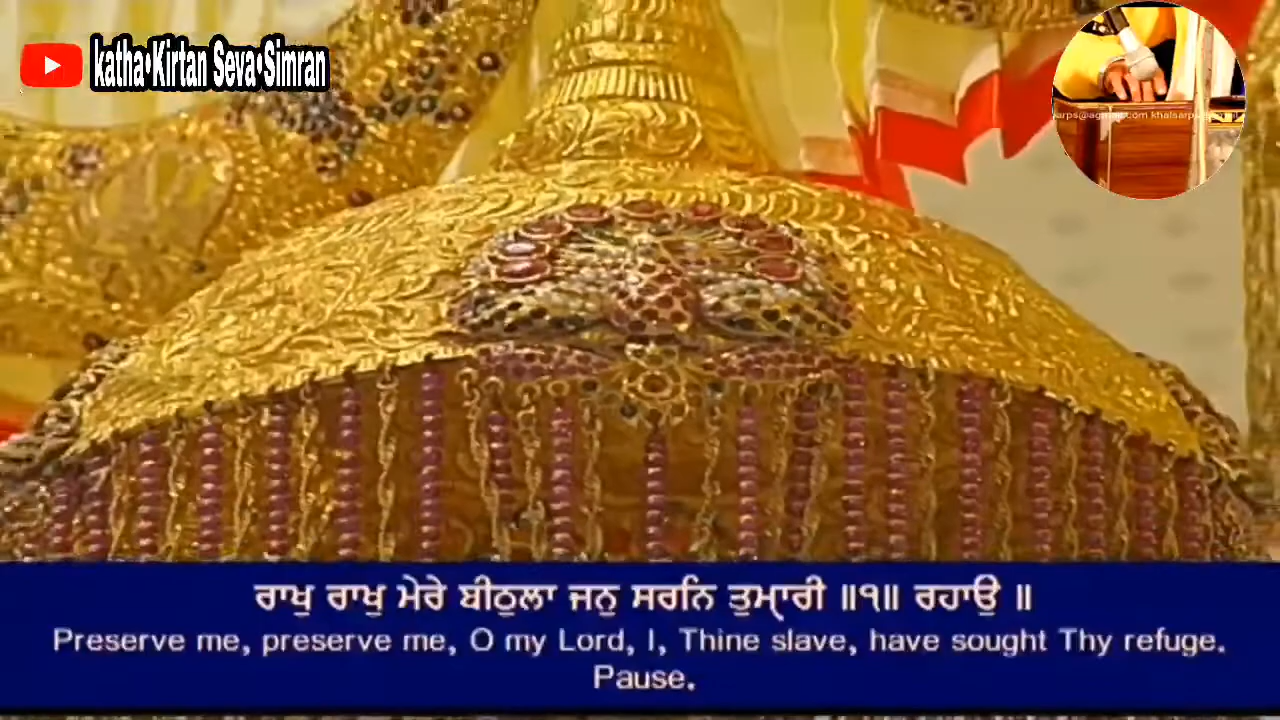 katha•Kirtan Seva•Simran
ਰਾਖੁ ਰਾਖੁ ਮੇਰੇ ਬੀਠੁਲਾ ਜਨੁ ਸਰਨਿ ਤੁਮ੍ਹਾਰੀ ॥੧॥ ਰਹਾਉ ॥
Preserve me, preserve me, O my Lord, I, Thine slave, have sought Thy refuge.
Pause.